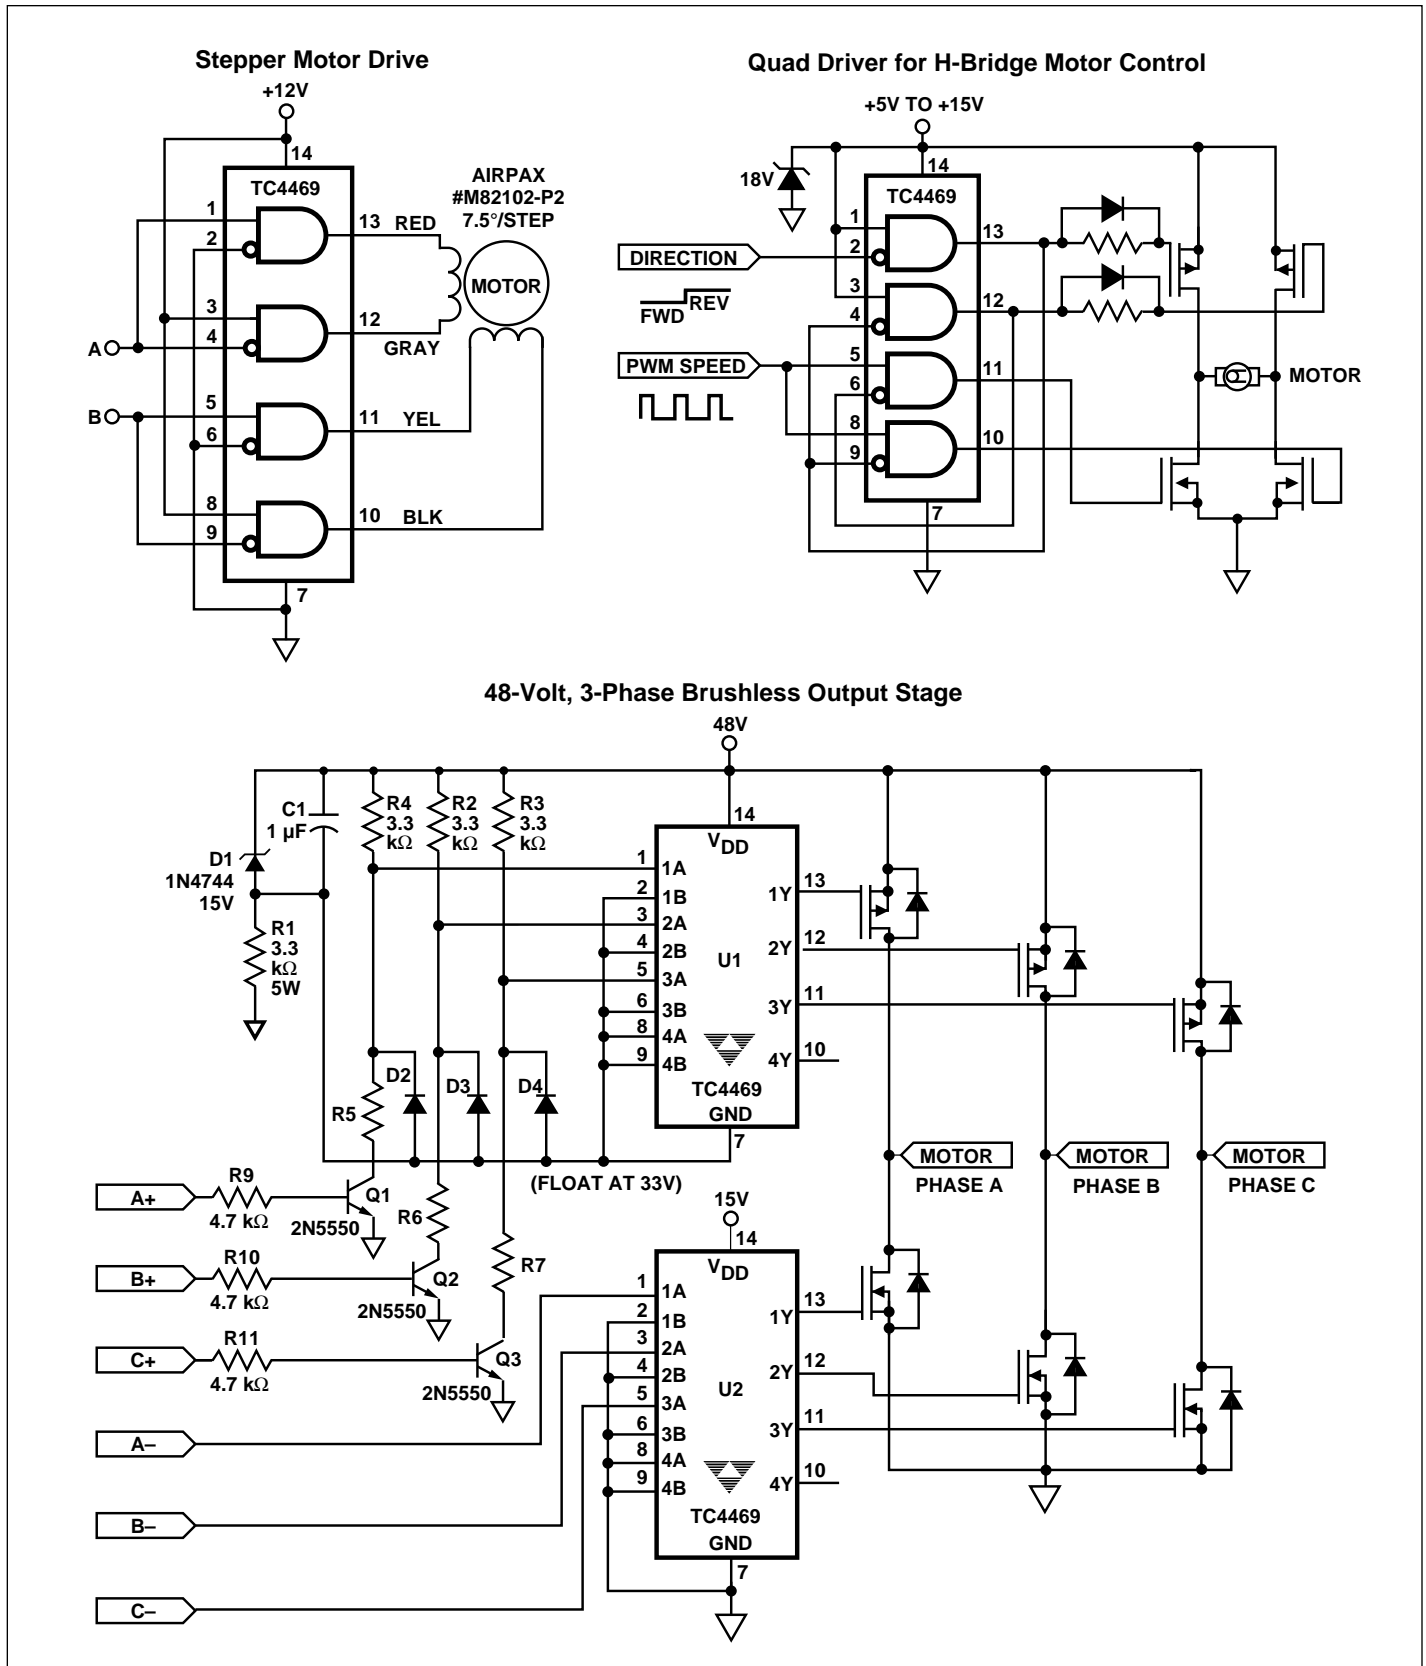 Stepper Motor Drive
+12V
14
TC4469
AIRPAX
#M82102-P2
7.5°/STEP
1
2
13 RED
MOTOR
3
4
12
GRAY
A
B
5
6
11 YEL
8
9
10 BLK
7
Quad Driver for H-Bridge Motor Control
+5V TO +15V
14
18V
TC4469
1
2
13
DIRECTION
3
4
12
FWD REV
PWM SPEED
5
6
11
MOTOR
8
9
10
7
48-Volt, 3-Phase Brushless Output Stage
48V
14
C1
1 µF
R4
3.3
kΩ
R2
3.3
kΩ
R3
3.3
kΩ
D1
1N4744
15V
R1
3.3
kΩ
5W
VDD
1 1A
2 1B
3 2A
4 2B
5 3A
6 3B
8 4A
9 4B
U1
1Y 13
2Y 12
3Y 11
4Y 10
TC4469
GND
7
D2
D3
D4
R5
(FLOAT AT 33V)
MOTOR
PHASE A
MOTOR
PHASE B
MOTOR
PHASE C
A+
R9
4.7 kΩ
Q1
2N5550
R6
B+
R10
4.7 kΩ
Q2
2N5550
R7
C+
R11
4.7 kΩ
Q3
2N5550
A–
B–
C–
15V
14
VDD
1 1A
2 1B
3 2A
4 2B
5 3A
6 3B
8 4A
9 4B
U2
1Y 13
2Y 12
3Y 11
4Y 10
TC4469
GND
7